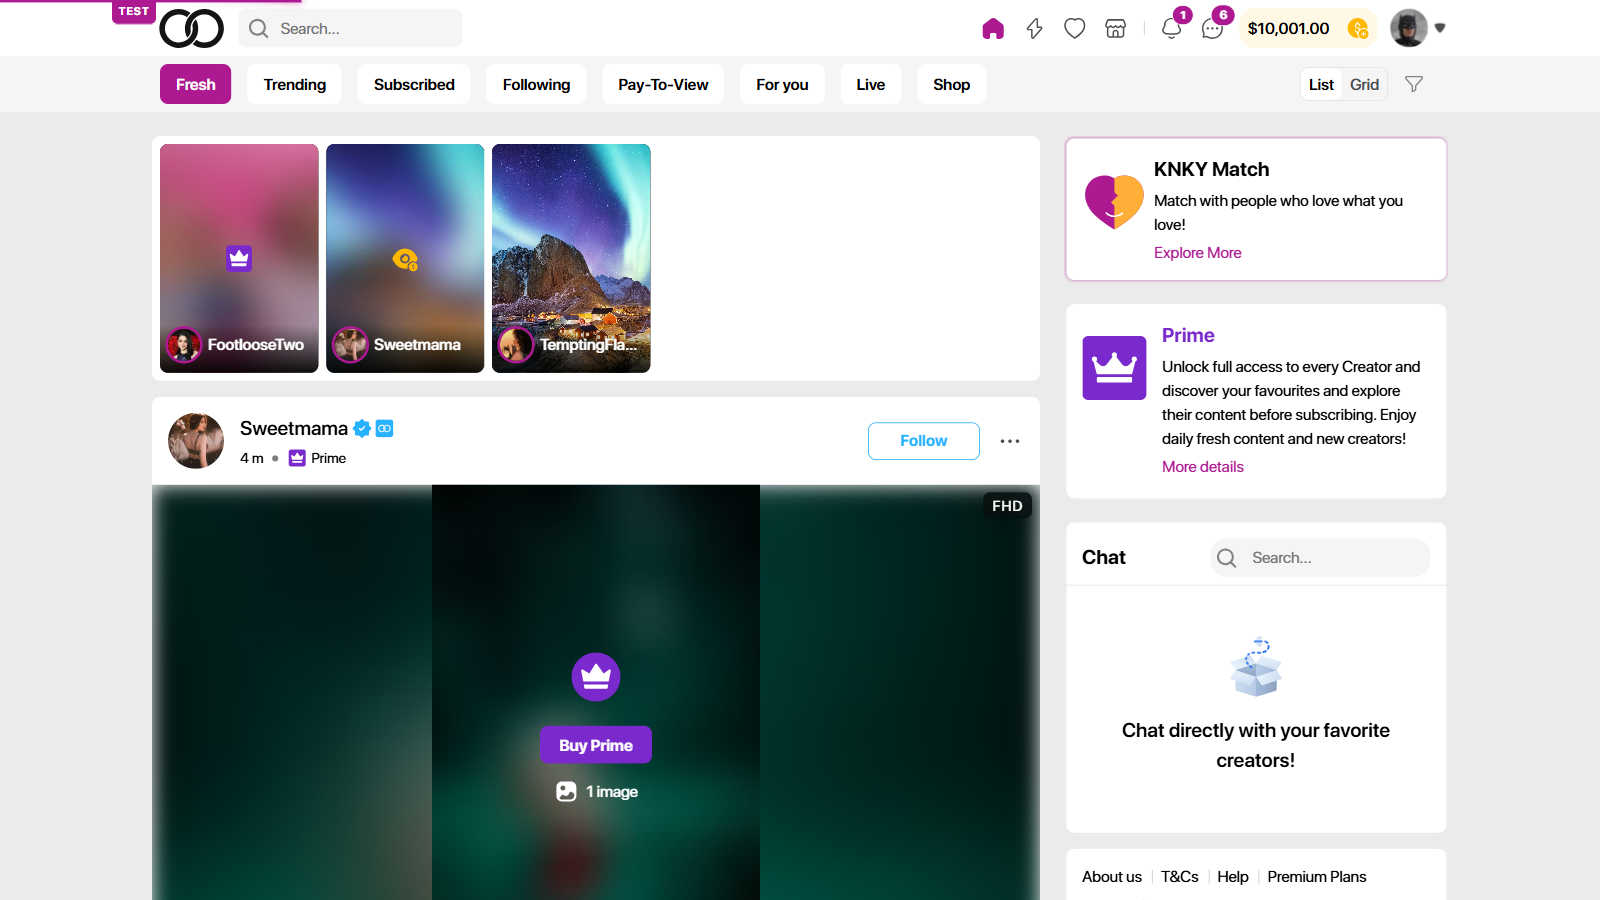 TEST
Search...
1
6
$10,001.00
Fresh
Trending
Subscribed
Following
Pay-To-View
For you
Live
Shop
List
Grid
FootlooseTwo
Sweetmama
TemptingFla...
KNKY Match
Match with people who love what you
love!
Explore More
Prime
Unlock full access to every Creator and
discover your favourites and explore
their content before subscribing. Enjoy
daily fresh content and new creators!
More details
Sweetmama
4 m
Prime
Follow
FHD
Buy Prime
1 image
Chat
Search...
Chat directly with your favorite
creators!
About us
T&Cs
Help
Premium Plans